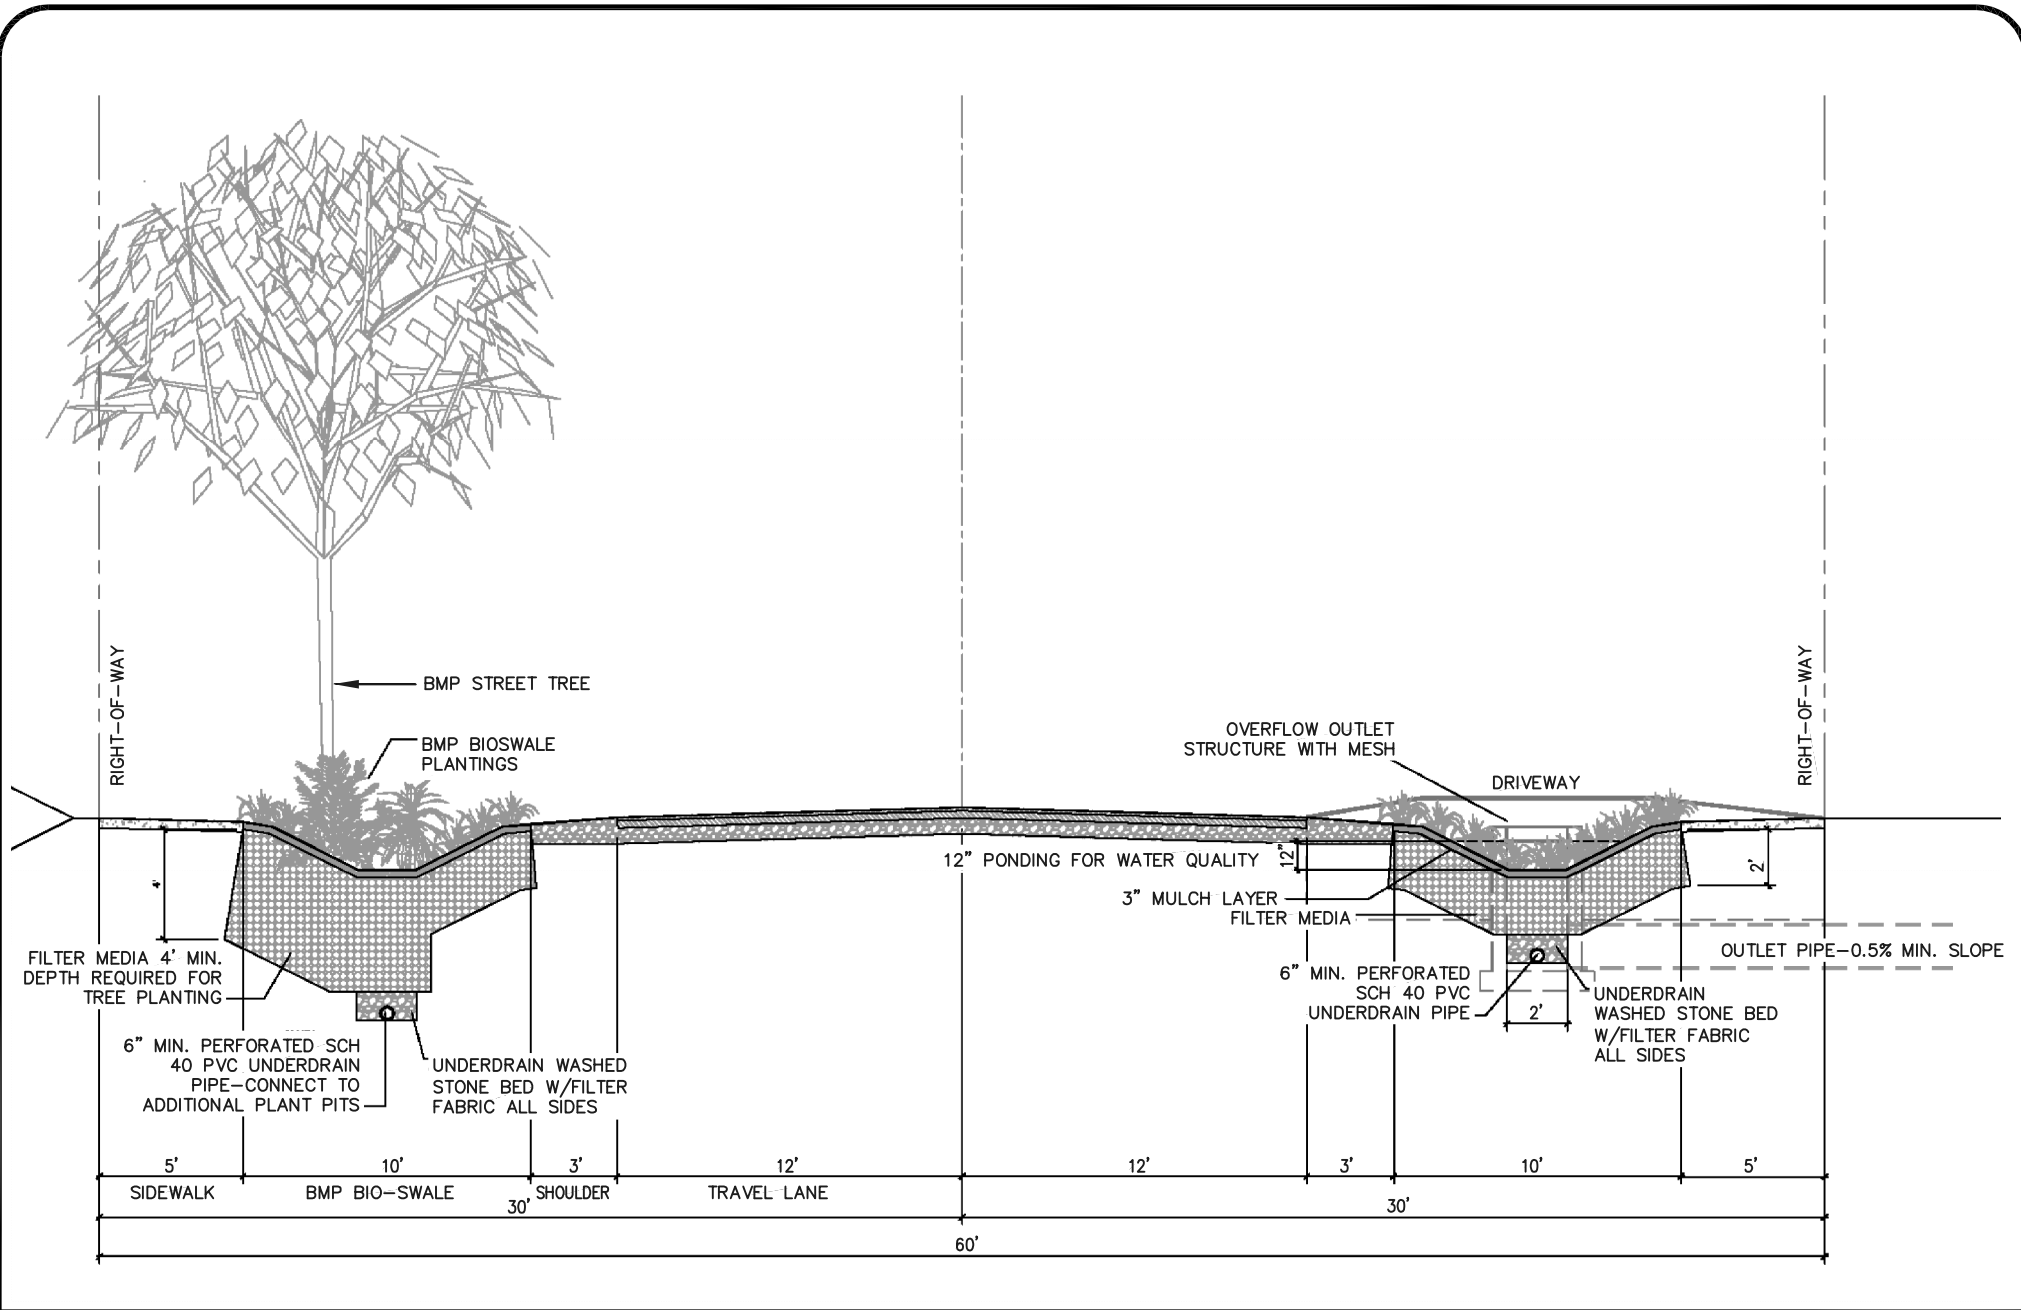 RIGHT-OF-WAY
BMP STREET TREE
BMP BIOSWALE
PLANTINGS
OVERFLOW OUTLET
STRUCTURE WITH MESH
DRIVEWAY
RIGHT-OF-WAY
12" PONDING FOR WATER QUALITY
12"
2'
3" MULCH LAYER
FILTER MEDIA
4'
FILTER MEDIA 4' MIN.
DEPTH REQUIRED FOR
TREE PLANTING
OUTLET PIPE-0.5% MIN. SLOPE
6" MIN. PERFORATED
SCH 40 PVC
UNDERDRAIN PIPE
2'
UNDERDRAIN
WASHED STONE BED
W/FILTER FABRIC
ALL SIDES
6" MIN. PERFORATED SCH
40 PVC UNDERDRAIN
PIPE-CONNECT TO
ADDITIONAL PLANT PITS
UNDERDRAIN WASHED
STONE BED W/FILTER
FABRIC ALL SIDES
5' 10' 3' 12' 12' 3' 10' 5'
SIDEWALK BMP BIO-SWALE SHOULDER TRAVEL LANE
30' 30'
60'